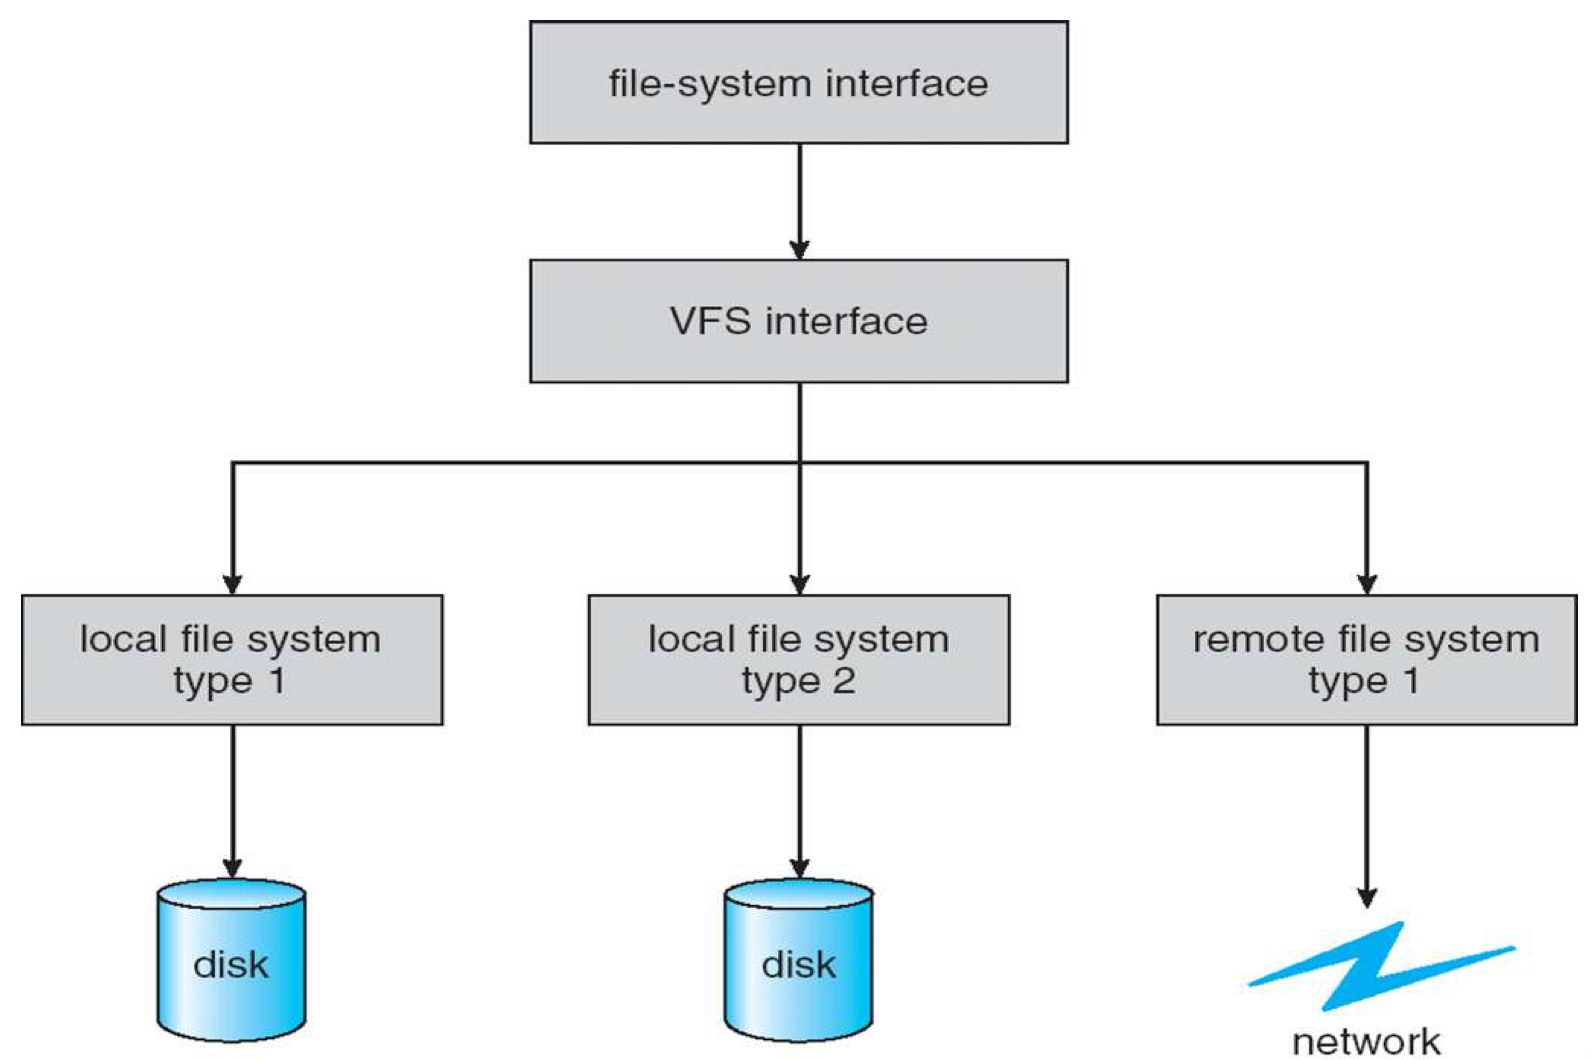 file-system interface
VFS interface
local file system
type 1
local file system
type 2
remote file system
type 1
disk
disk
network